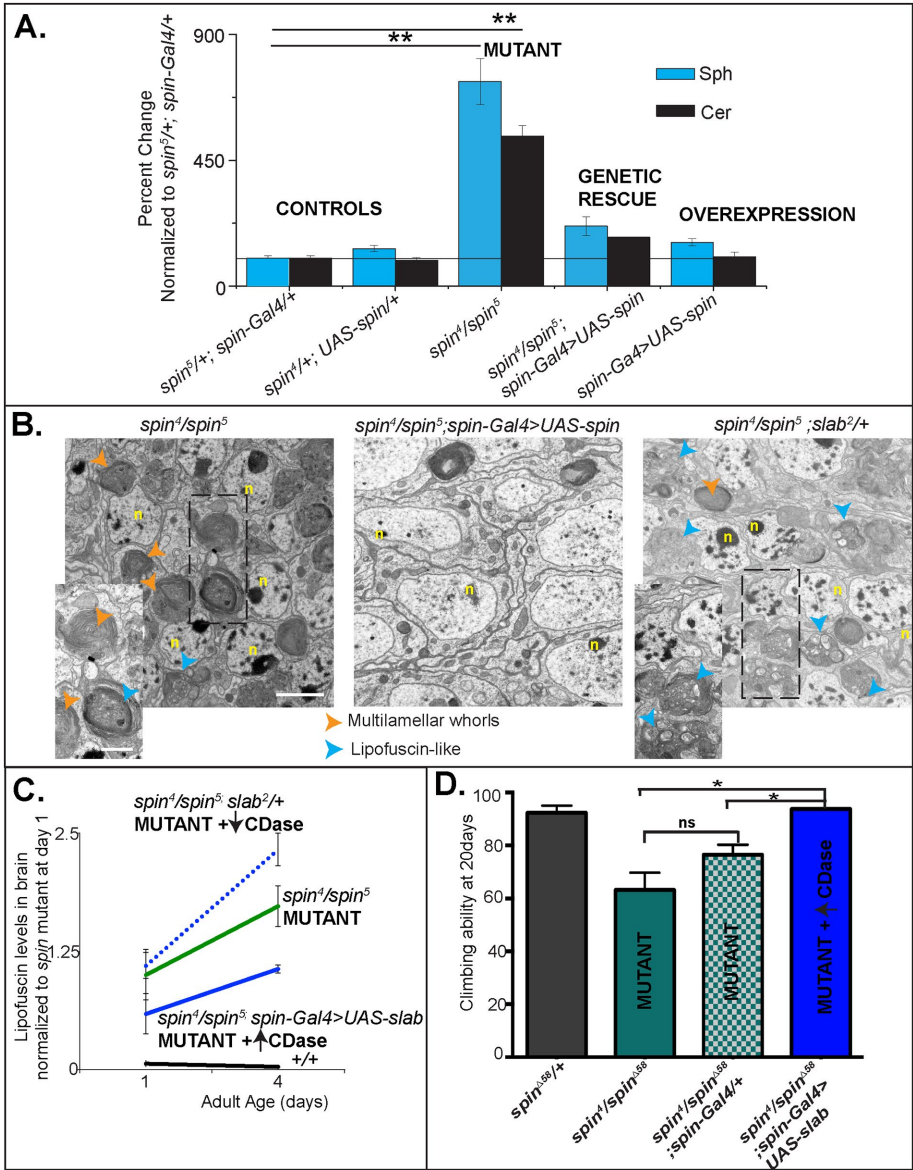 A.
Percent Change
Normalized to spin⁵/+; spin-Gal4/+
900
450
0
**
**
MUTANT
Sph
Cer
CONTROLS
GENETIC
RESCUE
OVEREXPRESSION
spin⁵/+; spin-Gal4/+
spin⁴/+; UAS-spin/+
spin⁴/spin⁵
spin⁴/spin⁵;
spin-Gal4>UAS-spin
spin-Ga4>UAS-spin
B.
spin⁴/spin⁵
spin⁴/spin⁵;spin-Gal4>UAS-spin
spin⁴/spin⁵ ;slab²/+
n
n
n
n
n
n
n
n
n
n
n
n
Multilamellar whorls
Lipofuscin-like
C.
spin⁴/spin⁵; slab²/+
MUTANT + CDase
2.5
spin⁴/spin⁵
MUTANT
1.25
spin⁴/spin⁵; spin-Gal4>UAS-slab
MUTANT + CDase
+/+
0
1
4
Adult Age (days)
Lipofuscin levels in brain
normalized to spin mutant at day 1
D.
Climbing ability at 20days
100
80
60
40
20
0
*
*
ns
MUTANT
MUTANT
MUTANT + CDase
spinΔ58/+
spin⁴/spinΔ58
spin⁴/spinΔ58
;spin-Gal4/+
spin⁴/spinΔ58
;spin-Gal4>
UAS-slab